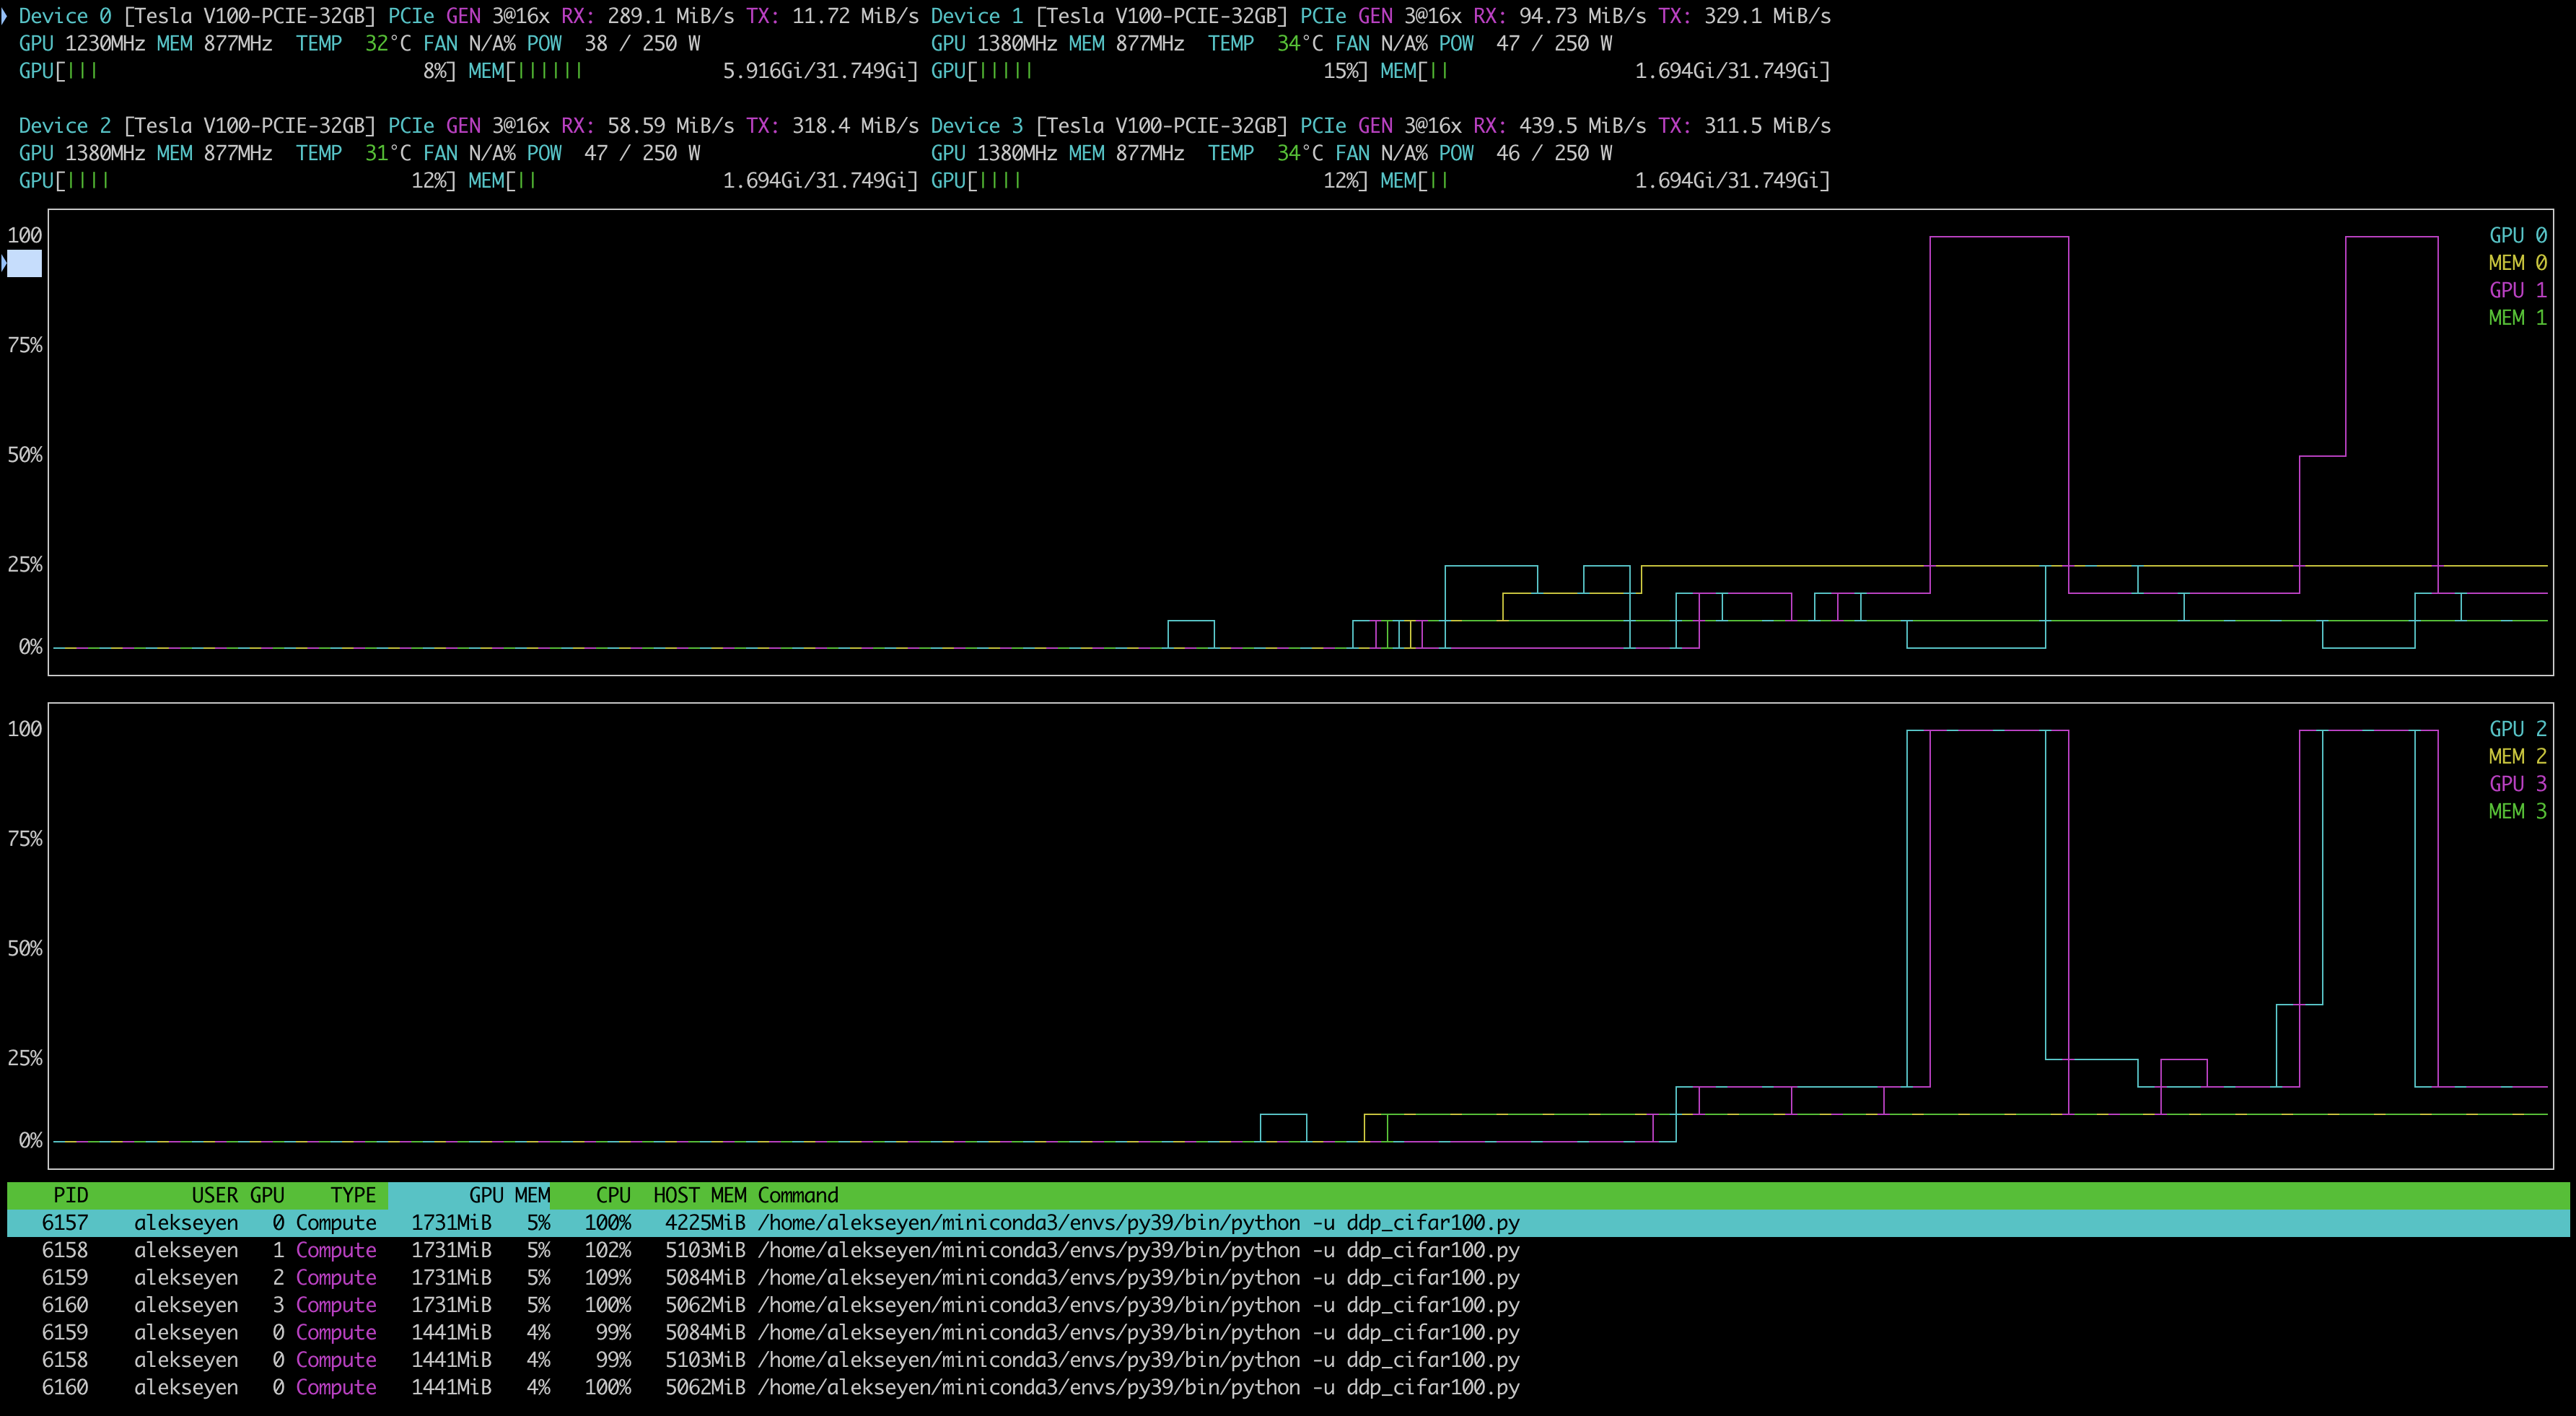 Device 0 [Tesla V100-PCIE-32GB] PCIe GEN 3@16x RX: 289.1 MiB/s TX: 11.72 MiB/s Device 1 [Tesla V100-PCIE-32GB] PCIe GEN 3@16x RX: 94.73 MiB/s TX: 329.1 MiB/s
GPU 1230MHz MEM 877MHz TEMP 32°C FAN N/A% POW 38 / 250 W GPU 1380MHz MEM 877MHz TEMP 34°C FAN N/A% POW 47 / 250 W
GPU[||| 8%] MEM[|||||| 5.916Gi/31.749Gi] GPU[||||| 15%] MEM[|| 1.694Gi/31.749Gi]
Device 2 [Tesla V100-PCIE-32GB] PCIe GEN 3@16x RX: 58.59 MiB/s TX: 318.4 MiB/s Device 3 [Tesla V100-PCIE-32GB] PCIe GEN 3@16x RX: 439.5 MiB/s TX: 311.5 MiB/s
GPU 1380MHz MEM 877MHz TEMP 31°C FAN N/A% POW 47 / 250 W GPU 1380MHz MEM 877MHz TEMP 34°C FAN N/A% POW 46 / 250 W
GPU[|||| 12%] MEM[|| 1.694Gi/31.749Gi] GPU[|||| 12%] MEM[|| 1.694Gi/31.749Gi]
100 GPU 0
MEM 0
GPU 1
MEM 1
75%
50%
25%
0%
100 GPU 2
MEM 2
GPU 3
MEM 3
75%
50%
25%
0%
PID USER GPU TYPE GPU MEM CPU HOST MEM Command
6157 alekseyen 0 Compute 1731MiB 5% 100% 4225MiB /home/alekseyen/miniconda3/envs/py39/bin/python -u ddp_cifar100.py
6158 alekseyen 1 Compute 1731MiB 5% 102% 5103MiB /home/alekseyen/miniconda3/envs/py39/bin/python -u ddp_cifar100.py
6159 alekseyen 2 Compute 1731MiB 5% 109% 5084MiB /home/alekseyen/miniconda3/envs/py39/bin/python -u ddp_cifar100.py
6160 alekseyen 3 Compute 1731MiB 5% 100% 5062MiB /home/alekseyen/miniconda3/envs/py39/bin/python -u ddp_cifar100.py
6159 alekseyen 0 Compute 1441MiB 4% 99% 5084MiB /home/alekseyen/miniconda3/envs/py39/bin/python -u ddp_cifar100.py
6158 alekseyen 0 Compute 1441MiB 4% 99% 5103MiB /home/alekseyen/miniconda3/envs/py39/bin/python -u ddp_cifar100.py
6160 alekseyen 0 Compute 1441MiB 4% 100% 5062MiB /home/alekseyen/miniconda3/envs/py39/bin/python -u ddp_cifar100.py